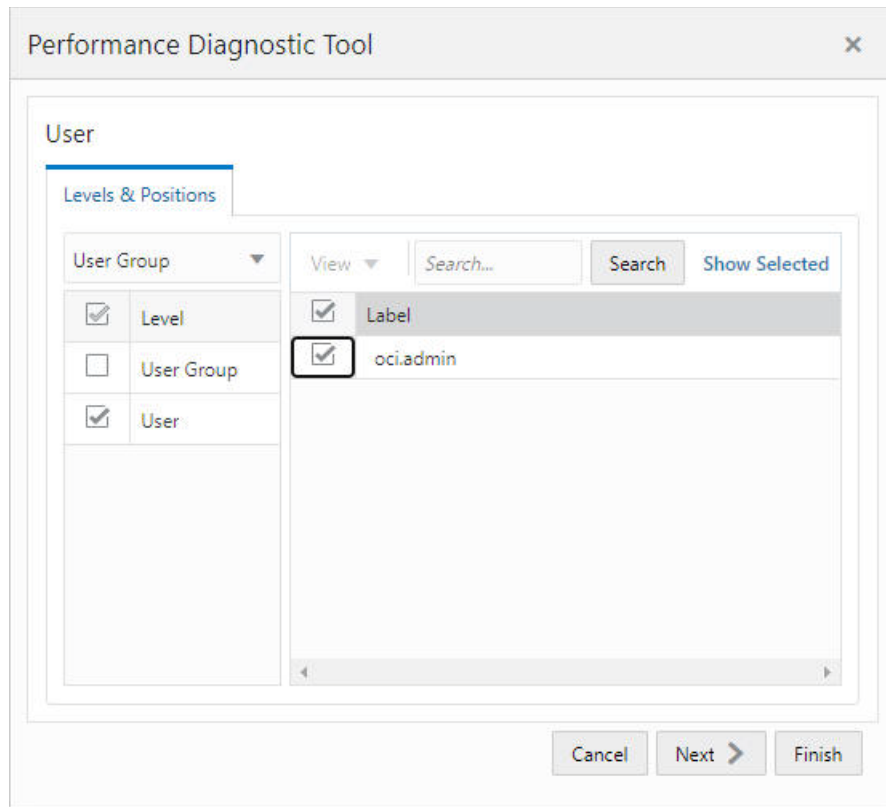 Performance Diagnostic Tool
User
Levels & Positions
User Group
View
Search...
Search
Show Selected
Level
Label
User Group
oci.admin
User
Cancel
Next
Finish